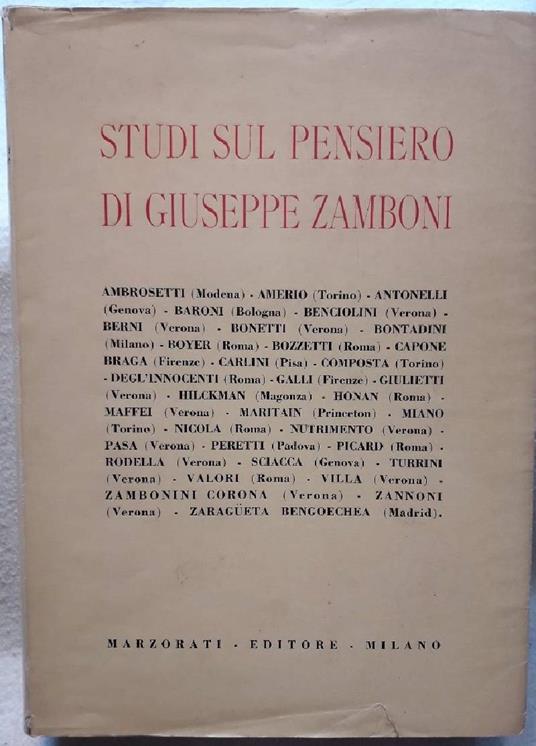 STUDI SUL PENSIERO
DI GIUSEPPE ZAMBONI
AMBROSETTI (Modena) - AMERIO (Torino) - ANTONELLI
(Genova) - BARONI (Bologna) - BENCIOLINI (Verona) -
BERNI (Verona) - BONETTI (Verona) - BONTADINI
(Milano) - BOYER (Roma) - BOZZETTI (Roma) - CAPONE
BRAGA (Firenze) - CARLINI (Pisa) - COMPOSTA (Torino)
- DEGL'INNOCENTI (Roma) - GALLI (Firenze) - GIULIETTI
(Verona) - HILCKMAN (Magonza) - HONAN (Roma) -
MAFFEI (Verona) - MARITAIN (Princeton) - MIANO
(Torino) - NICOLA (Roma) - NUTRIMENTO (Verona) -
PASA (Verona) - PERETTI (Padova) - PICARD (Roma) -
RODELLA (Verona) - SCIACCA (Genova) - TURRINI
(Verona) - VALORI (Roma) - VILLA (Verona) -
ZAMBONINI CORONA (Verona) - ZANNONI
(Verona) - ZARAGÜETA BENGOECHEA (Madrid).
MARZORATI - EDITORE - MILANO